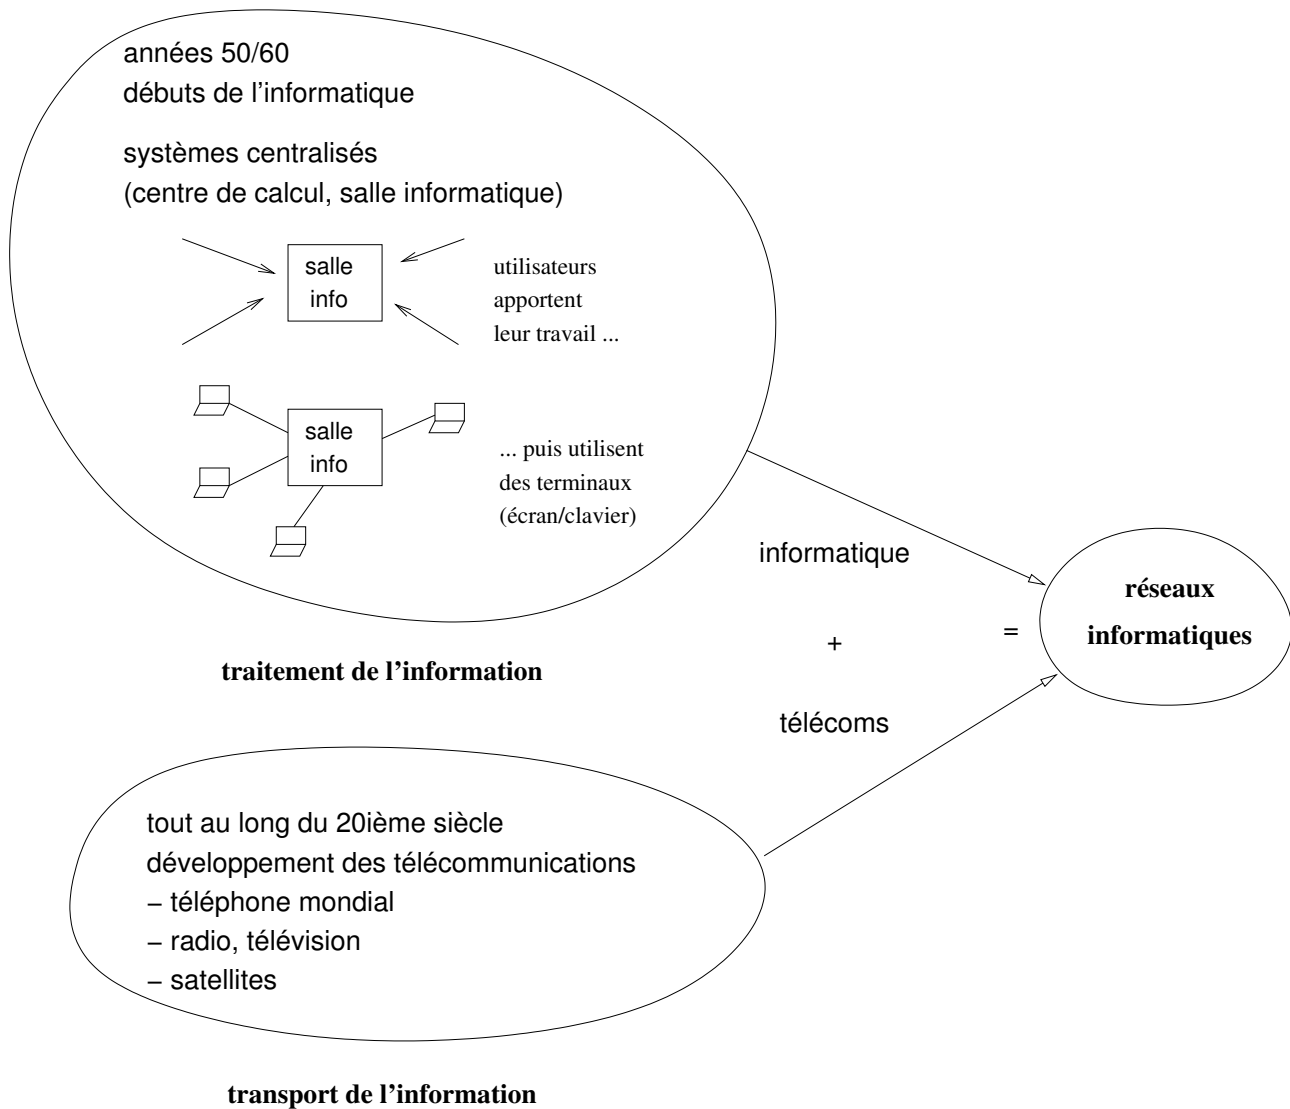 années 50/60
débuts de l'informatique
systèmes centralisés
(centre de calcul, salle informatique)
salle
info
utilisateurs
apportent
leur travail ...
salle
info
... puis utilisent
des terminaux
(écran/clavier)
traitement de l'information
informatique
+
télécoms
=
réseaux
informatiques
tout au long du 20ième siècle
développement des télécommunications
– téléphone mondial
– radio, télévision
– satellites
transport de l'information